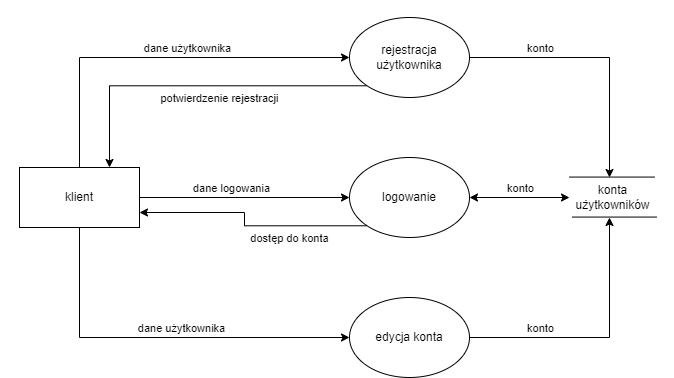 dane użytkownika
rejestracja
użytkownika
konto
potwierdzenie rejestracji
klient
dane logowania
logowanie
konto
konta
użytkowników
dostęp do konta
dane użytkownika
edycja konta
konto